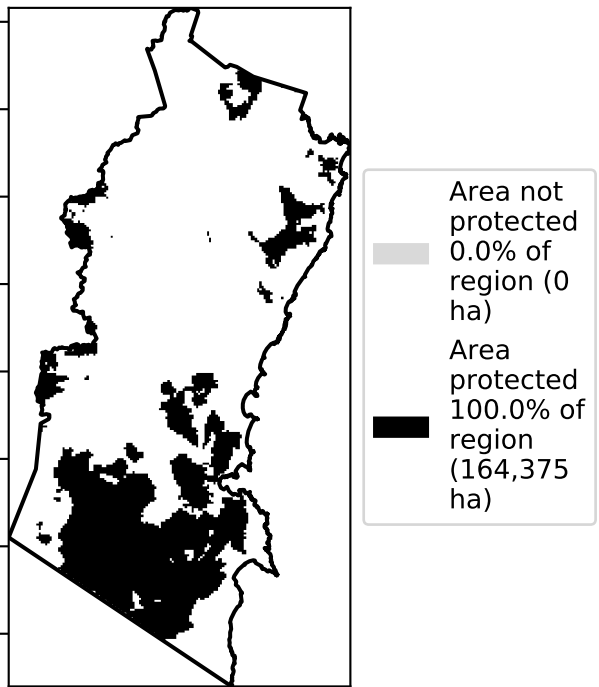 Area not
protected
0.0% of
region (0
ha)
Area
protected
100.0% of
region
(164,375
ha)